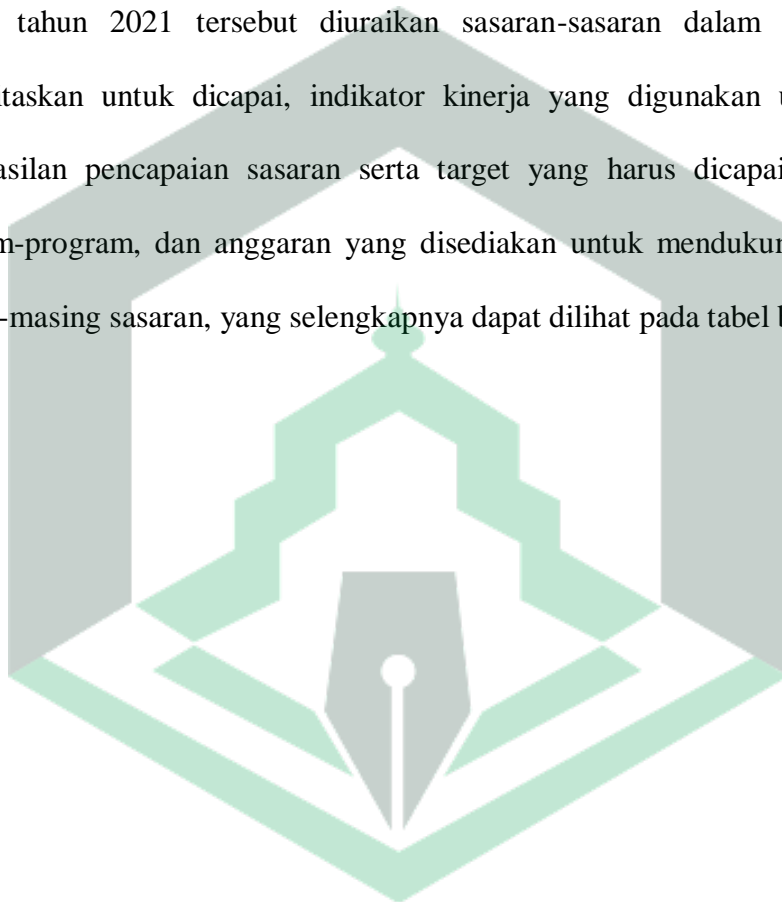 tahun 2021 tersebut diuraikan sasaran-sasaran dalam
taskan untuk dicapai, indikator kinerja yang digunakan u
asilan pencapaian sasaran serta target yang harus dicapai
m-program, dan anggaran yang disediakan untuk mendukun
-masing sasaran, yang selengkapnya dapat dilihat pada tabel b